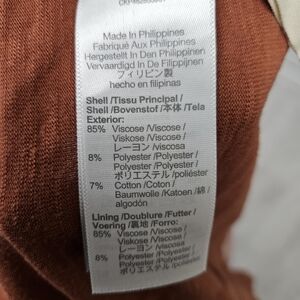 Made In Philippines
Fabriqué Aux Philippines
Hergestellt In Den Philippinen
Vervaardigd In De Filippijnen
フィリピン製
hecho en filipinas
Shell /Tissu Principal /
Shell /Bovenstof /本体 /Tela
Exterior:
85% Viscose /Viscose /
Viskose /Viscose /
レーヨン /viscosa
8% Polyester /Polyester /
Polyester /Polyester /
ポリエステル /poliéster
7% Cotton /Coton /
Baumwolle /Katoen /綿 /
algodón
Lining /Doublure /Futter /
Voering /裏地 /Forro:
85% Viscose /Viscose /
Viskose /Viscose /
レーヨン /viscosa
8% Polyester /Polyester /
Polyester /Polyester /
ポリエステル /poliéster